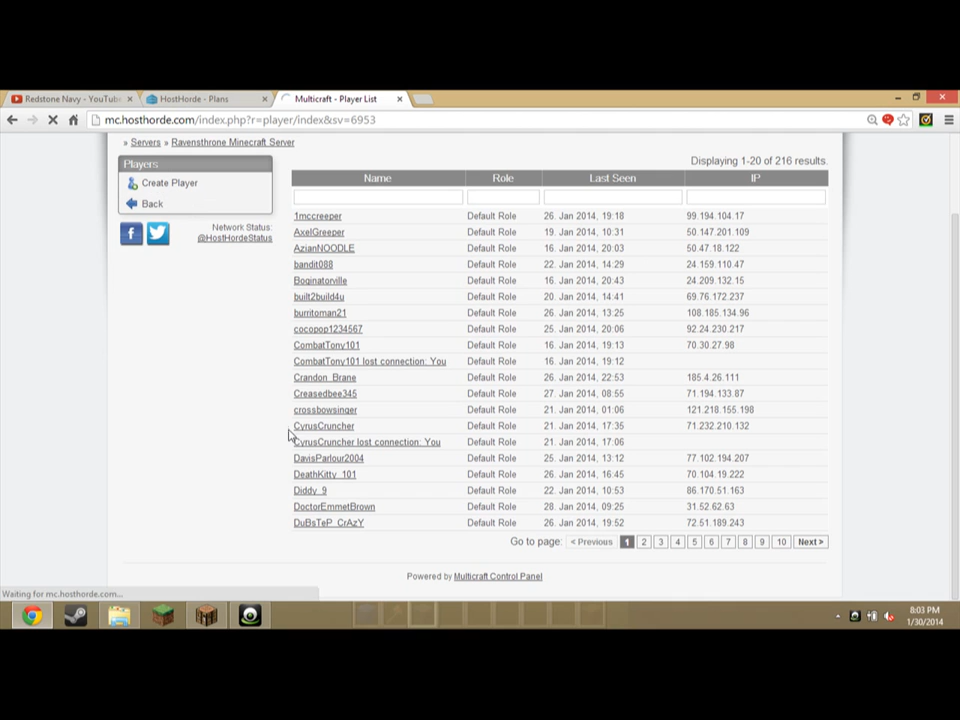 Redstone Navy - YouTube
HostHorde - Plans
Multicraft - Player List
mc.hosthorde.com/index.php?r=player/index&sv=6953
» Servers » Ravensthrone Minecraft Server
Displaying 1-20 of 216 results.
Players
Create Player
Back
Network Status:
@HostHordeStatus
Name Role Last Seen IP
1mccreeper Default Role 26. Jan 2014, 19:18 99.194.104.17
AxelGreeper Default Role 19. Jan 2014, 10:31 50.147.201.109
AzianNOODLE Default Role 16. Jan 2014, 20:03 50.47.18.122
bandit088 Default Role 22. Jan 2014, 14:29 24.159.110.47
Boginatorville Default Role 16. Jan 2014, 20:43 24.209.132.15
built2build4u Default Role 20. Jan 2014, 14:41 69.76.172.237
burritoman21 Default Role 26. Jan 2014, 13:25 108.185.134.96
cocopop1234567 Default Role 25. Jan 2014, 20:06 92.24.230.217
CombatTony101 Default Role 16. Jan 2014, 19:13 70.30.27.98
CombatTony101 lost connection: You Default Role 16. Jan 2014, 19:12
Crandon_Brane Default Role 26. Jan 2014, 22:53 185.4.26.111
Creasedbee345 Default Role 27. Jan 2014, 08:55 71.194.133.87
crossbowsinger Default Role 21. Jan 2014, 01:06 121.218.155.198
CyrusCruncher Default Role 21. Jan 2014, 17:35 71.232.210.132
CyrusCruncher lost connection: You Default Role 21. Jan 2014, 17:06
DavisParlour2004 Default Role 25. Jan 2014, 13:12 77.102.194.207
DeathKitty_101 Default Role 26. Jan 2014, 16:45 70.104.19.222
Diddy_9 Default Role 22. Jan 2014, 10:53 86.170.51.163
DoctorEmmetBrown Default Role 28. Jan 2014, 09:25 31.52.62.63
DuBsTeP_CrAzY Default Role 26. Jan 2014, 19:52 72.51.189.243
Go to page: < Previous 1 2 3 4 5 6 7 8 9 10 Next >
Powered by Multicraft Control Panel
Waiting for mc.hosthorde.com...
8:03 PM
1/30/2014